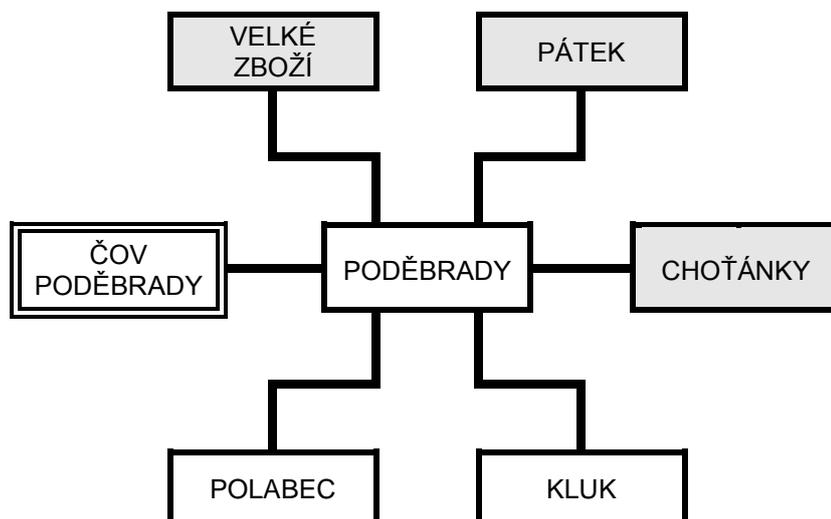 VELKÉ
ZBOŽÍ
PÁTEK
ČOV
PODĚBRADY
PODĚBRADY
CHOŤÁNKY
POLABEC
KLUK